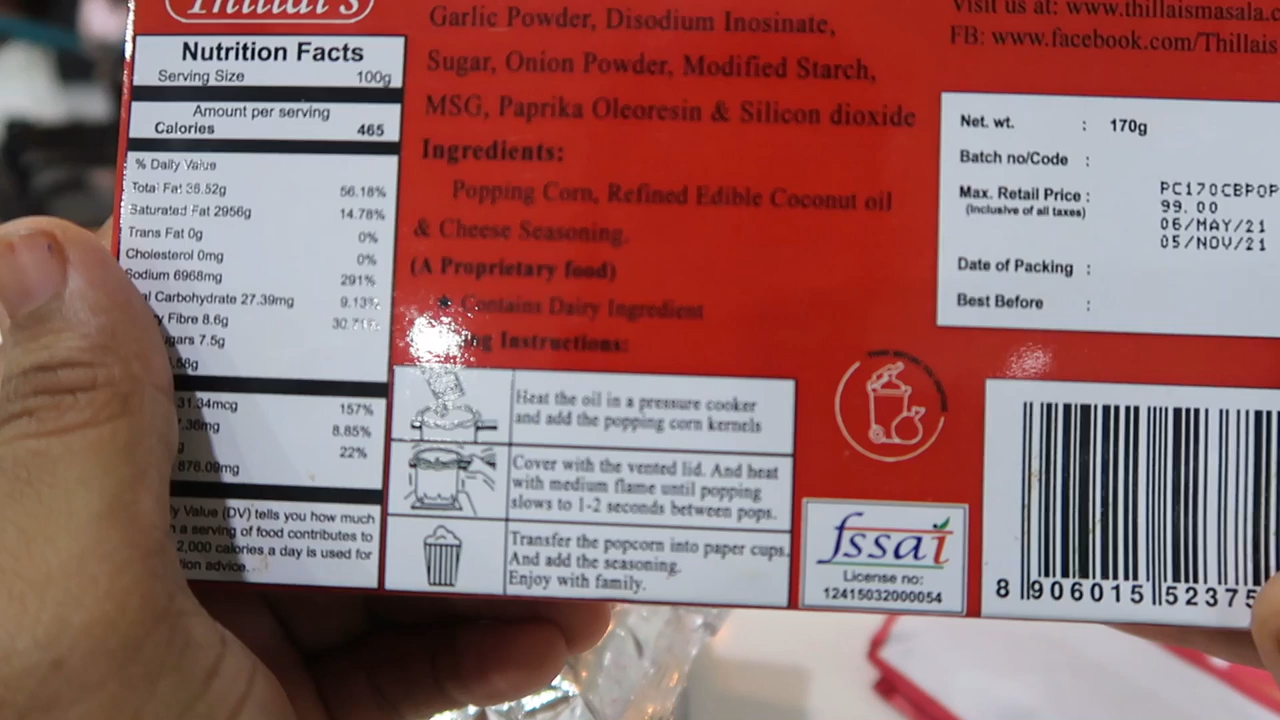 Thillai's
Nutrition Facts
Serving Size 100g
Amount per serving
Calories 465
% Daily Value
Total Fat 38.52g 56.18%
Saturated Fat 2956g 14.78%
Trans Fat 0g 0%
Cholesterol 0mg 0%
Sodium 6968mg 291%
al Carbohydrate 27.39mg 9.13%
y Fibre 8.6g 30.71%
gars 7.5g
.58g
31.34mcg 157%
.36mg 8.85%
22%
878.09mg
ly Value (DV) tells you how much
a serving of food contributes to
2,000 calories a day is used for
tion advice.
Garlic Powder, Disodium Inosinate,
Sugar, Onion Powder, Modified Starch,
MSG, Paprika Oleoresin & Silicon dioxide
Ingredients:
Popping Corn, Refined Edible Coconut oil
& Cheese Seasoning.
(A Proprietary food)
* Contains Dairy Ingredient
Instructions:
Heat the oil in a pressure cooker
and add the popping corn kernels
Cover with the vented lid. And heat
with medium flame until popping
slows to 1-2 seconds between pops.
Transfer the popcorn into paper cups.
And add the seasoning.
Enjoy with family.
Visit us at: www.thillaismasala.c
FB: www.facebook.com/Thillais
Net. wt. : 170g
Batch no/Code :
Max. Retail Price :
(Inclusive of all taxes)
PC170CBPOP
99.00
06/MAY/21
05/NOV/21
Date of Packing :
Best Before :
fssai
License no:
12415032000054
8 906015 52375